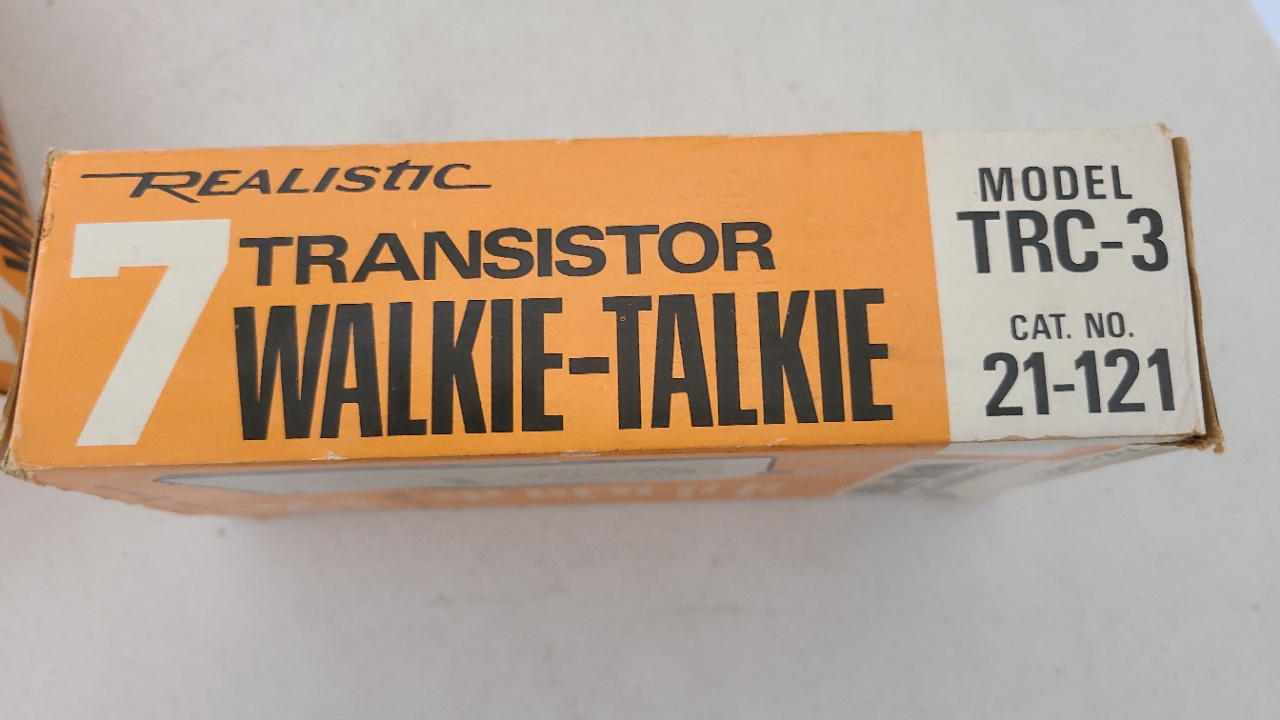 REALISTIC
7 TRANSISTOR
WALKIE-TALKIE
MODEL
TRC-3
CAT. NO.
21-121